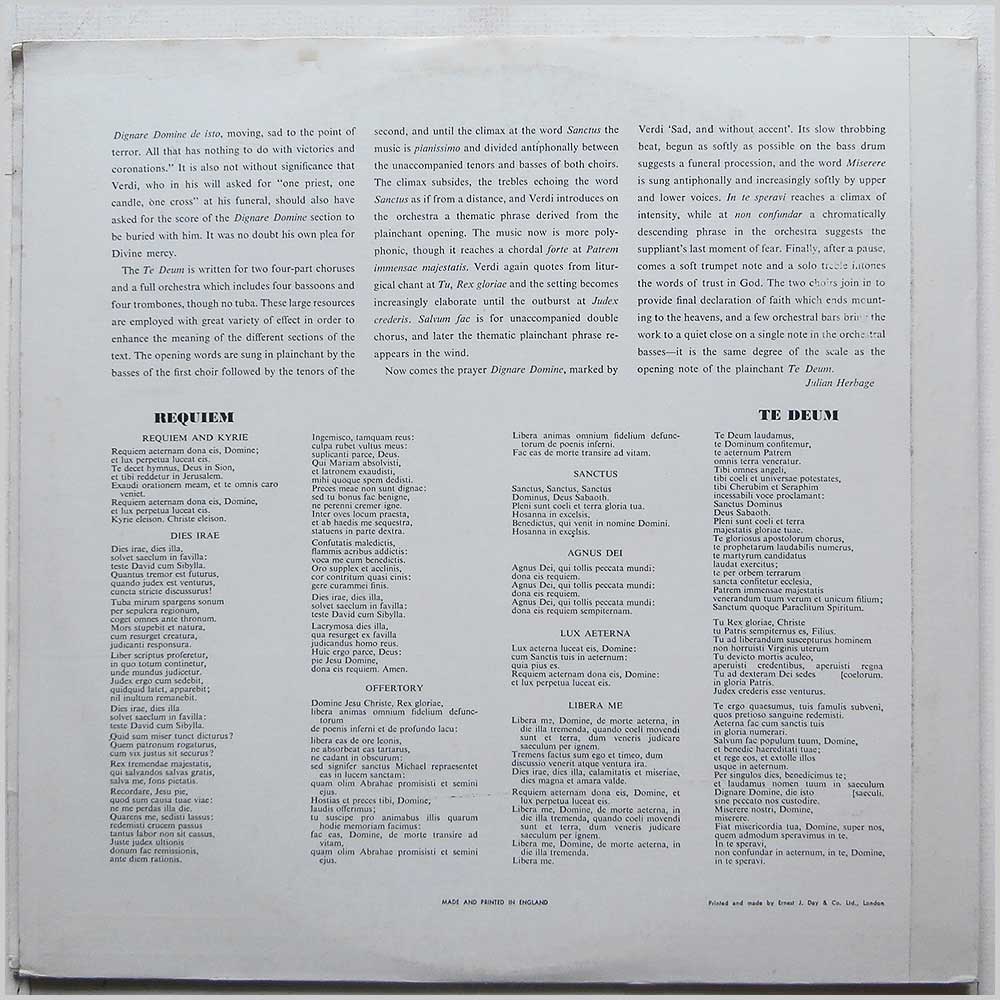 Dignare Domine de isto, moving, sad to the point of
terror. All that has nothing to do with victories and
coronations.” It is also not without significance that
Verdi, who in his will asked for “one priest, one
candle, one cross” at his funeral, should also have
asked for the score of the Dignare Domine section to
be buried with him. It was no doubt his own plea for
Divine mercy.
The Te Deum is written for two four-part choruses
and a full orchestra which includes four bassoons and
four trombones, though no tuba. These large resources
are employed with great variety of effect in order to
enhance the meaning of the different sections of the
text. The opening words are sung in plainchant by the
basses of the first choir followed by the tenors of the
second, and until the climax at the word Sanctus the
music is pianissimo and divided antiphonally between
the unaccompanied tenors and basses of both choirs.
The climax subsides, the trebles echoing the word
Sanctus as if from a distance, and Verdi introduces on
the orchestra a thematic phrase derived from the
plainchant opening. The music now is more poly-
phonic, though it reaches a chordal forte at Patrem
immensae majestatis. Verdi again quotes from litur-
gical chant at Tu, Rex gloriae and the setting becomes
increasingly elaborate until the outburst at Judex
crederis. Salvum fac is for unaccompanied double
chorus, and later the thematic plainchant phrase re-
appears in the wind.
Now comes the prayer Dignare Domine, marked by
Verdi ‘Sad, and without accent’. Its slow throbbing
beat, begun as softly as possible on the bass drum
suggests a funeral procession, and the word Miserere
is sung antiphonally and increasingly softly by upper
and lower voices. In te speravi reaches a climax of
intensity, while at non confundar a chromatically
descending phrase in the orchestra suggests the
suppliant’s last moment of fear. Finally, after a pause,
comes a soft trumpet note and a solo treble intones
the words of trust in God. The two choirs join in to
provide final declaration of faith which ends mount-
ing to the heavens, and a few orchestral bars bring the
work to a quiet close on a single note in the orchestral
basses—it is the same degree of the scale as the
opening note of the plainchant Te Deum.
Julian Herbage
REQUIEM
REQUIEM AND KYRIE
Requiem aeternam dona eis, Domine;
et lux perpetua luceat eis.
Te decet hymnus, Deus in Sion,
et tibi reddetur in Jerusalem.
Exaudi orationem meam, et te omnis caro
veniet.
Requiem aeternam dona eis, Domine,
et lux perpetua luceat eis.
Kyrie eleison. Christe eleison.
DIES IRAE
Dies irae, dies illa,
solvet saeclum in favilla:
teste David cum Sibylla.
Quantus tremor est futurus,
quando judex est venturus,
cuncta stricte discussurus!
Tuba mirum spargens sonum
per sepulcra regionum,
coget omnes ante thronum.
Mors stupebit et natura,
cum resurget creatura,
judicanti responsura.
Liber scriptus proferetur,
in quo totum continetur,
unde mundus judicetur.
Judex ergo cum sedebit,
quidquid latet, apparebit;
nil inultum remanebit.
Dies irae, dies illa
solvet saeclum in favilla:
teste David cum Sibylla.
Quid sum miser tunc dicturus?
Quem patronum rogaturus,
cum vix justus sit securus?
Rex tremendae majestatis,
qui salvandos salvas gratis,
salva me, fons pietatis.
Recordare, Jesu pie,
quod sum causa tuae viae:
ne me perdas illa die.
Quarens me, sedisti lassus:
redemisti crucem passus
tantus labor non sit cassus,
Juste judex ultionis
donum fac remissionis,
ante diem rationis.
Ingemisco, tamquam reus:
culpa rubet vultus meus:
suplicanti parce, Deus.
Qui Mariam absolvisti,
et latronem exaudisti,
mihi quoque spem dedisti.
Preces meae non sunt dignae:
sed tu bonus fac benigne,
ne perenni cremer igne.
Inter oves locum praesta,
et ab haedis me sequestra,
statuens in parte dextra.
Confutatis maledictis,
flammis acribus addictis:
voca me cum benedictis.
Oro supplex et acclinis,
cor contritum quasi cinis:
gere curammei finis.
Dies irae, dies illa,
solvet saeclum in favilla:
teste David cum Sibylla.
Lacrymosa dies illa,
qua resurget ex favilla
judicandus homo reus.
Huic ergo parce, Deus:
pie Jesu Domine,
dona eis requiem. Amen.
OFFERTORY
Domine Jesu Christe, Rex gloriae,
libera animas omnium fidelium defunc-
torum
de poenis inferni et de profundo lacu:
libera eas de ore leonis,
ne absorbeat eas tartarus,
ne cadant in obscurum:
sed signifer sanctus Michael repraesentet
eas in lucem sanctam:
quam olim Abrahae promisisti et semini
ejus.
Hostias et preces tibi, Domine;
laudis offerimus;
tu suscipe pro animabus illis quarum
hodie memoriam facimus:
fac eas, Domine, de morte transire ad
vitam,
quam olim Abrahae promisisti et semini
ejus.
Libera animas omnium fidelium defunc-
torum de poenis inferni.
Fac eas de morte transire ad vitam.
SANCTUS
Sanctus, Sanctus, Sanctus
Dominus, Deus Sabaoth.
Pleni sunt coeli et terra gloria tua.
Hosanna in excelsis.
Benedictus, qui venit in nomine Domini.
Hosanna in excelsis.
AGNUS DEI
Agnus Dei, qui tollis peccata mundi:
dona eis requiem.
Agnus Dei, qui tollis peccata mundi:
dona eis requiem.
Agnus Dei, qui tollis peccata mundi:
dona eis requiem sempiternam.
LUX AETERNA
Lux aeterna luceat eis, Domine:
cum Sanctis tuis in aeternum:
quia pius es.
Requiem aeternam dona eis, Domine:
et lux perpetua luceat eis.
LIBERA ME
Libera me, Domine, de morte aeterna, in
die illa tremenda, quando coeli movendi
sunt et terra, dum veneris judicare
saeculum per ignem.
Tremens factus sum ego et timeo, dum
discussio venerit atque ventura ira.
Dies irae, dies illa, calamitatis et miseriae,
dies magna et amara valde.
Requiem aeternam dona eis, Domine, et
lux perpetua luceat eis.
Libera me, Domine, de morte aeterna, in
die illa tremenda, quando coeli movendi
sunt et terra, dum veneris judicare
saeculum per ignem.
Libera me, Domine, de morte aeterna, in
die illa tremenda.
Libera me.
TE DEUM
Te Deum laudamus,
te Dominum confitemur,
te aeternum Patrem
omnis terra veneratur.
Tibi omnes angeli,
tibi coeli et universae potestates,
tibi Cherubim et Seraphim
incessabili voce proclamant:
Sanctus Dominus
Deus Sabaoth.
Pleni sunt coeli et terra
majestatis gloriae tuae.
Te gloriosus apostolorum chorus,
te prophetarum laudabilis numerus,
te martyrum candidatus
laudat exercitus;
te per orbem terrarum
sancta confitetur ecclesia,
Patrem immensae majestatis
venerandum tuum verum et unicum filium;
Sanctum quoque Paraclitum Spiritum.
Tu Rex gloriae, Christe
tu Patris sempiternus es, Filius.
Tu ad liberandum suscepturus hominem
non horruisti Virginis uterum
Tu devicto mortis aculeo,
aperuisti credentibus, aperuisti regna
Tu ad dexteram Dei sedes [coelorum.
in gloria Patris.
Judex crederis esse venturus.
Te ergo quaesumus, tuis famulis subveni,
quos pretioso sanguine redemisti.
Aeterna fac cum sanctis tuis
in gloria numerari.
Salvum fac populum tuum, Domine,
et benedic haereditati tuae;
et rege eos, et extolle illos
usque in aeternum.
Per singulos dies, benedicimus te;
et laudamus nomen tuum in saeculum
Dignare Domine, die isto [saeculi.
sine peccato nos custodire.
Miserere nostri, Domine,
miserere.
Fiat misericordia tua, Domine, super nos,
quem admodum speravimus in te,
In te speravi,
non confundar in aeternum, in te, Domine,
in te speravi.
MADE AND PRINTED IN ENGLAND
Printed and made by Ernest J. Day & Co. Ltd., London